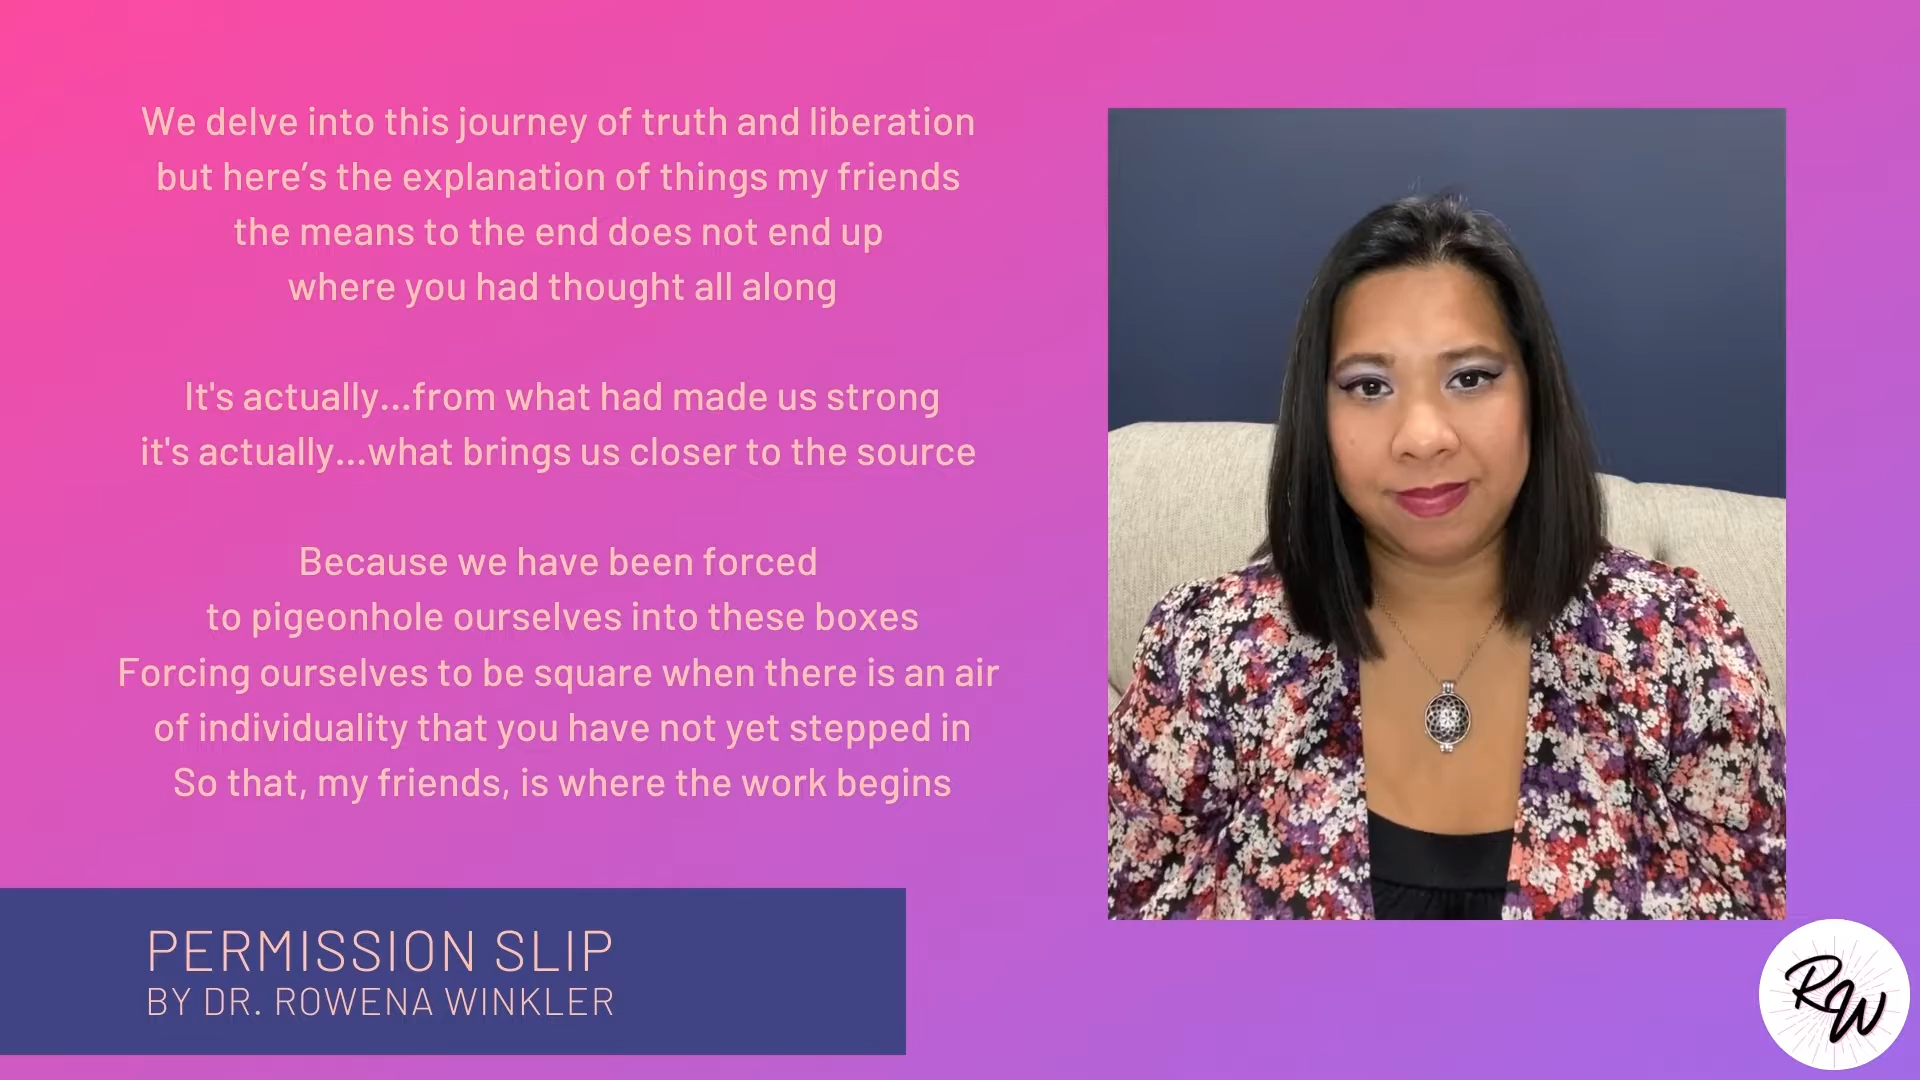 We delve into this journey of truth and liberation
but here’s the explanation of things my friends
the means to the end does not end up
where you had thought all along
It's actually...from what had made us strong
it's actually...what brings us closer to the source
Because we have been forced
to pigeonhole ourselves into these boxes
Forcing ourselves to be square when there is an air
of individuality that you have not yet stepped in
So that, my friends, is where the work begins
PERMISSION SLIP
BY DR. ROWENA WINKLER
RW